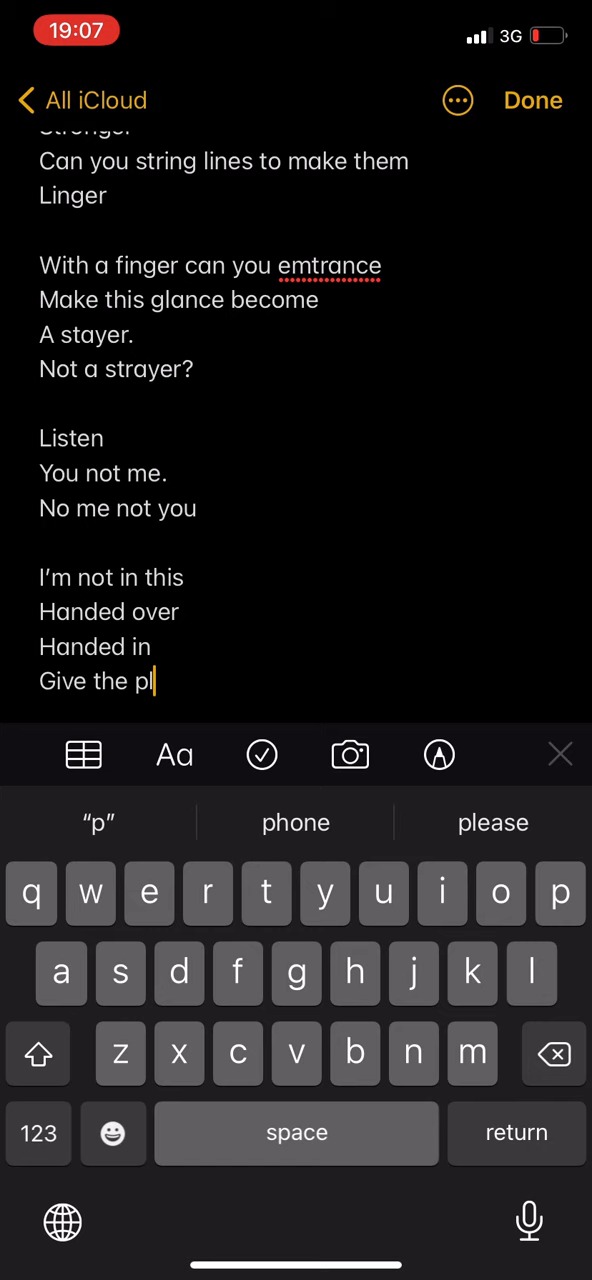 19:07
3G
All iCloud
Done
Stronger
Can you string lines to make them
Linger
With a finger can you emtrance
Make this glance become
A stayer.
Not a strayer?
Listen
You not me.
No me not you
I'm not in this
Handed over
Handed in
Give the pl
Aa
“p” phone please
q w e r t y u i o p
a s d f g h j k l
z x c v b n m
123 space return